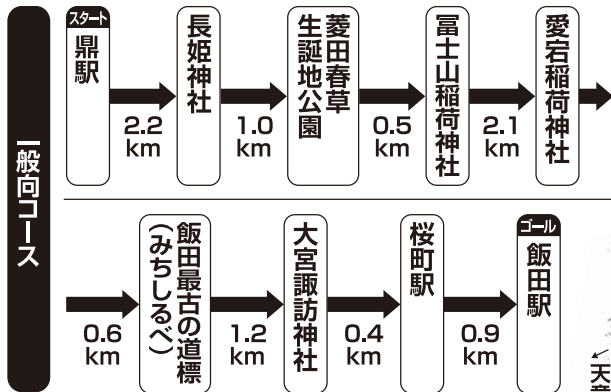 一般向コース
スタート
鼎駅
2.2
km
長姫神社
1.0
km
菱田春草
生誕地公園
0.5
km
冨士山稲荷神社
2.1
km
愛宕稲荷神社
0.6
km
飯田最古の道標
(みちしるべ)
1.2
km
大宮諏訪神社
0.4
km
桜町駅
0.9
km
ゴール
飯田駅
天竜